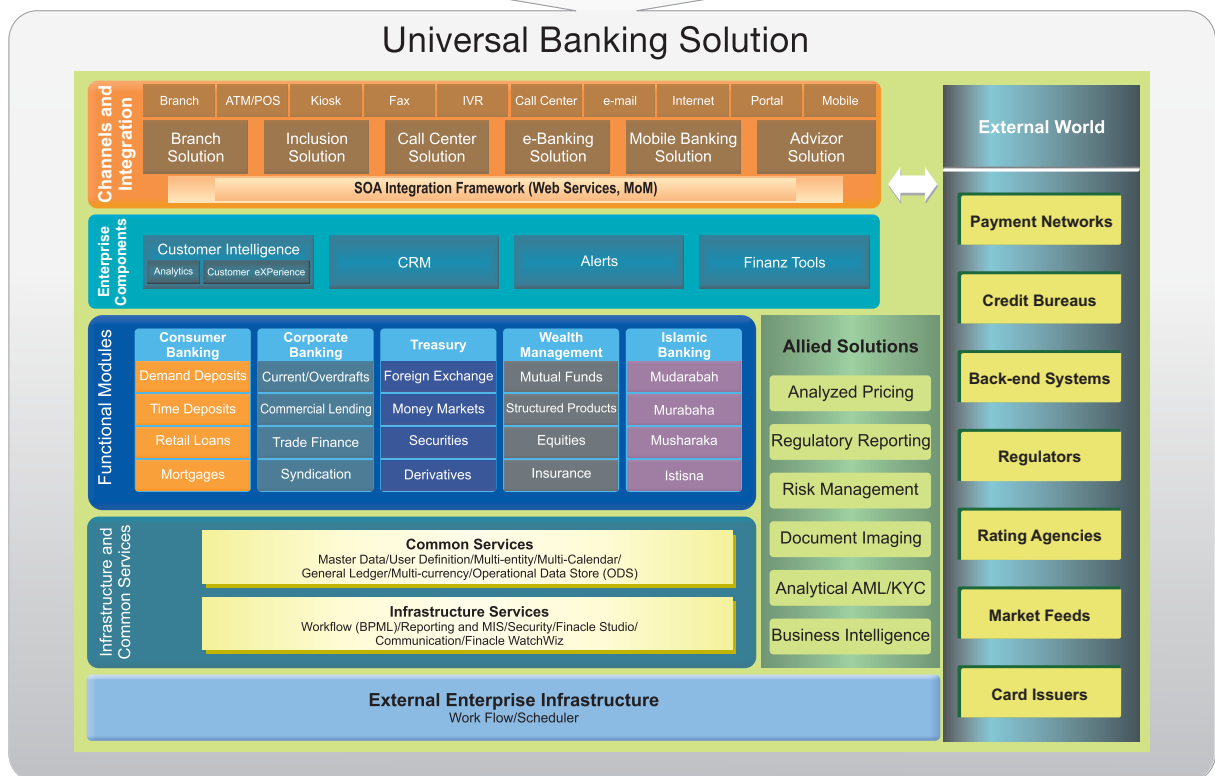 Universal Banking Solution
Channels and
Integration
Branch
ATM/POS
Kiosk
Fax
IVR
Call Center
e-mail
Internet
Portal
Mobile
Branch
Solution
Inclusion
Solution
Call Center
Solution
e-Banking
Solution
Mobile Banking
Solution
Advizor
Solution
SOA Integration Framework (Web Services, MoM)
Enterprise
Components
Customer Intelligence
Analytics
Customer eXPerience
CRM
Alerts
Finanz Tools
Functional Modules
Consumer
Banking
Demand Deposits
Time Deposits
Retail Loans
Mortgages
Corporate
Banking
Current/Overdrafts
Commercial Lending
Trade Finance
Syndication
Treasury
Foreign Exchange
Money Markets
Securities
Derivatives
Wealth
Management
Mutual Funds
Structured Products
Equities
Insurance
Islamic
Banking
Mudarabah
Murabaha
Musharaka
Istisna
Infrastructure and
Common Services
Common Services
Master Data/User Definition/Multi-entity/Multi-Calendar/
General Ledger/Multi-currency/Operational Data Store (ODS)
Infrastructure Services
Workflow (BPML)/Reporting and MIS/Security/Finacle Studio/
Communication/Finacle WatchWiz
Allied Solutions
Analyzed Pricing
Regulatory Reporting
Risk Management
Document Imaging
Analytical AML/KYC
Business Intelligence
External Enterprise Infrastructure
Work Flow/Scheduler
External World
Payment Networks
Credit Bureaus
Back-end Systems
Regulators
Rating Agencies
Market Feeds
Card Issuers